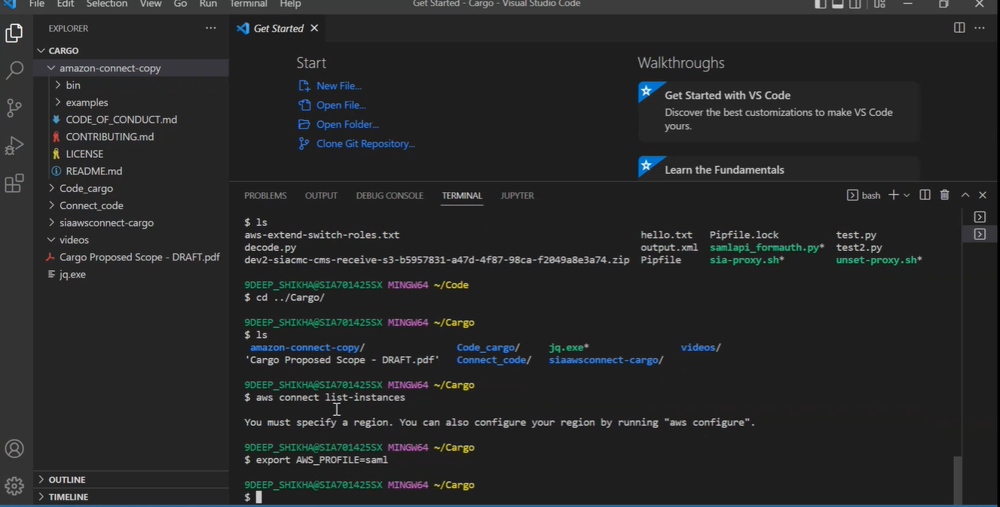 File Edit Selection View Go Run Terminal Help Get Started - Cargo - Visual Studio Code
EXPLORER
CARGO
amazon-connect-copy
bin
examples
CODE_OF_CONDUCT.md
CONTRIBUTING.md
LICENSE
README.md
Code_cargo
Connect_code
siaawsconnect-cargo
videos
Cargo Proposed Scope - DRAFT.pdf
jq.exe
OUTLINE
TIMELINE
Get Started
Start
New File...
Open File...
Open Folder...
Clone Git Repository...
Walkthroughs
Get Started with VS Code
Discover the best customizations to make VS Code
yours.
Learn the Fundamentals
PROBLEMS OUTPUT DEBUG CONSOLE TERMINAL JUPYTER bash
$ ls
aws-extend-switch-roles.txt hello.txt Pipfile.lock test.py
decode.py output.xml samlapi_formauth.py* test2.py
dev2-siacmc-cms-receive-s3-b5957831-a47d-4f87-98ca-f2049a8e3a74.zip Pipfile sia-proxy.sh* unset-proxy.sh*
9DEEP_SHIKHA@SIA701425SX MINGW64 ~/Code
$ cd ../Cargo/
9DEEP_SHIKHA@SIA701425SX MINGW64 ~/Cargo
$ ls
amazon-connect-copy/ Code_cargo/ jq.exe* videos/
'Cargo Proposed Scope - DRAFT.pdf' Connect_code/ siaawsconnect-cargo/
9DEEP_SHIKHA@SIA701425SX MINGW64 ~/Cargo
$ aws connect list-instances
You must specify a region. You can also configure your region by running "aws configure".
9DEEP_SHIKHA@SIA701425SX MINGW64 ~/Cargo
$ export AWS_PROFILE=saml
9DEEP_SHIKHA@SIA701425SX MINGW64 ~/Cargo
$